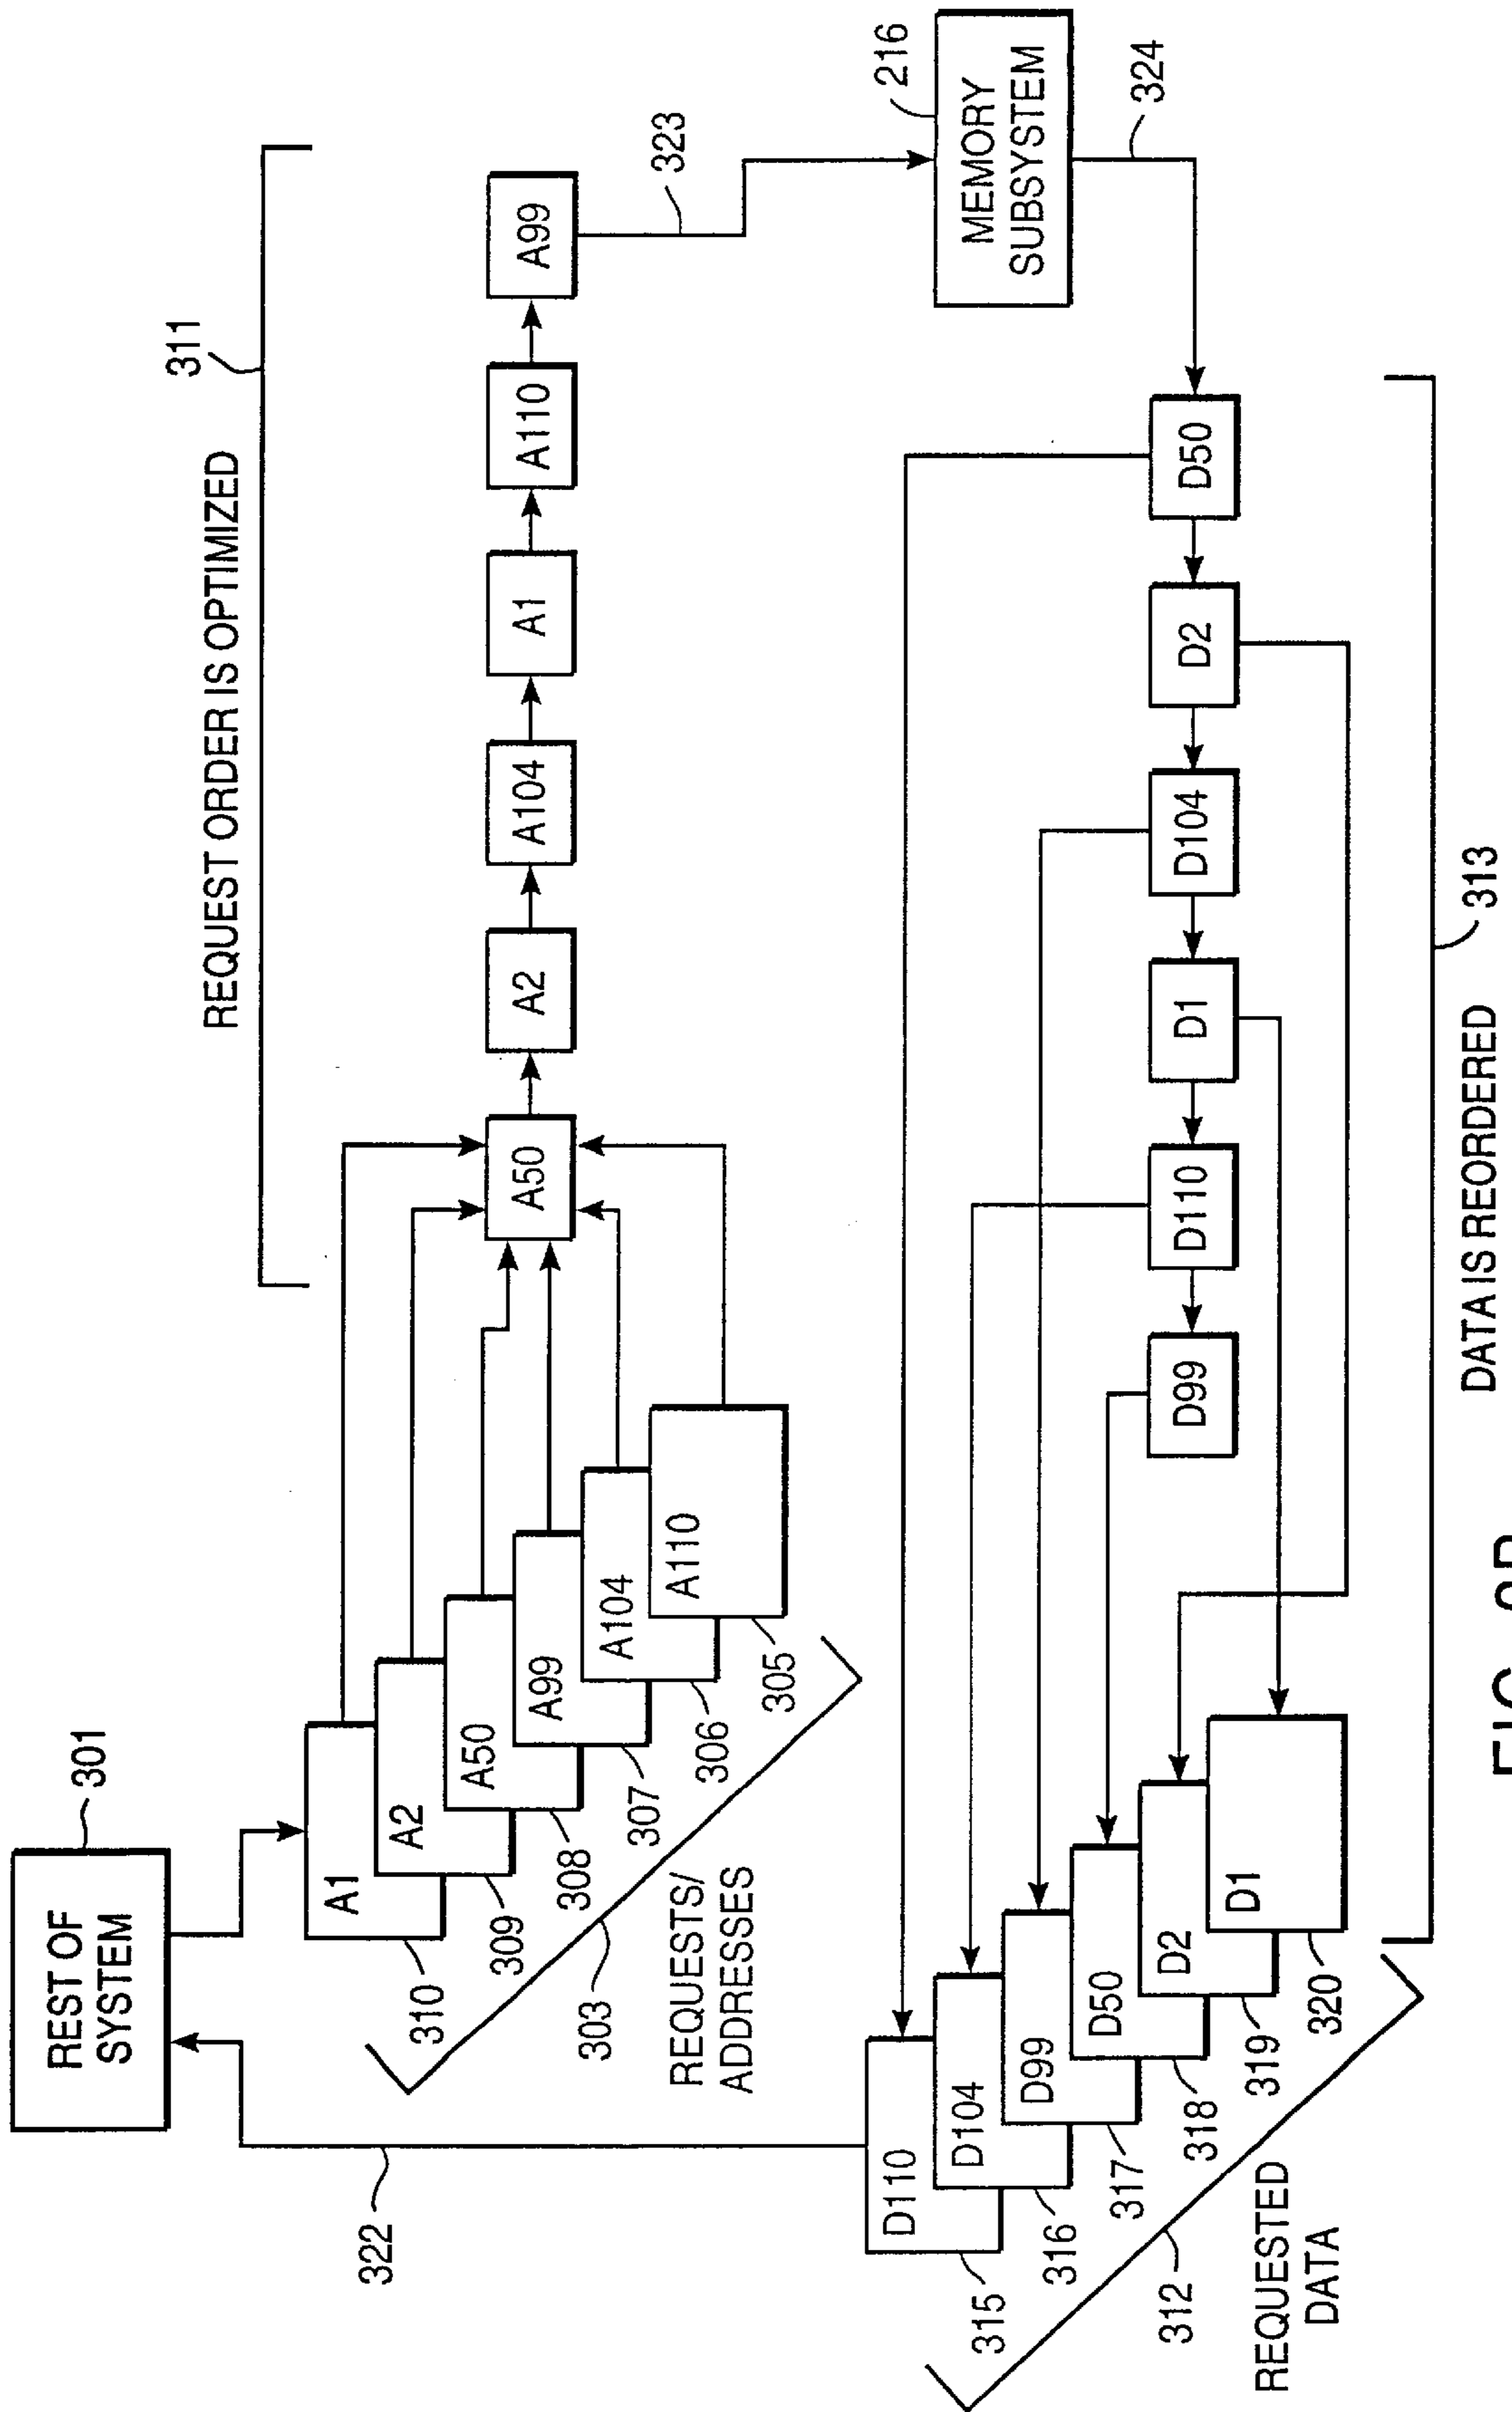 REQUEST ORDER IS OPTIMIZED
311
REST OF
SYSTEM
301
322
A1
310
A2
309
A50
308
A99
307
A104
306
A110
305
303
REQUESTS/
ADDRESSES
A50
A2
A104
A1
A110
A99
323
MEMORY
SUBSYSTEM
216
324
D50
D2
D104
D1
D110
D99
D110
315
D104
316
D99
317
D50
318
D2
319
D1
320
312
REQUESTED
DATA
313
DATA IS REORDERED
FIG